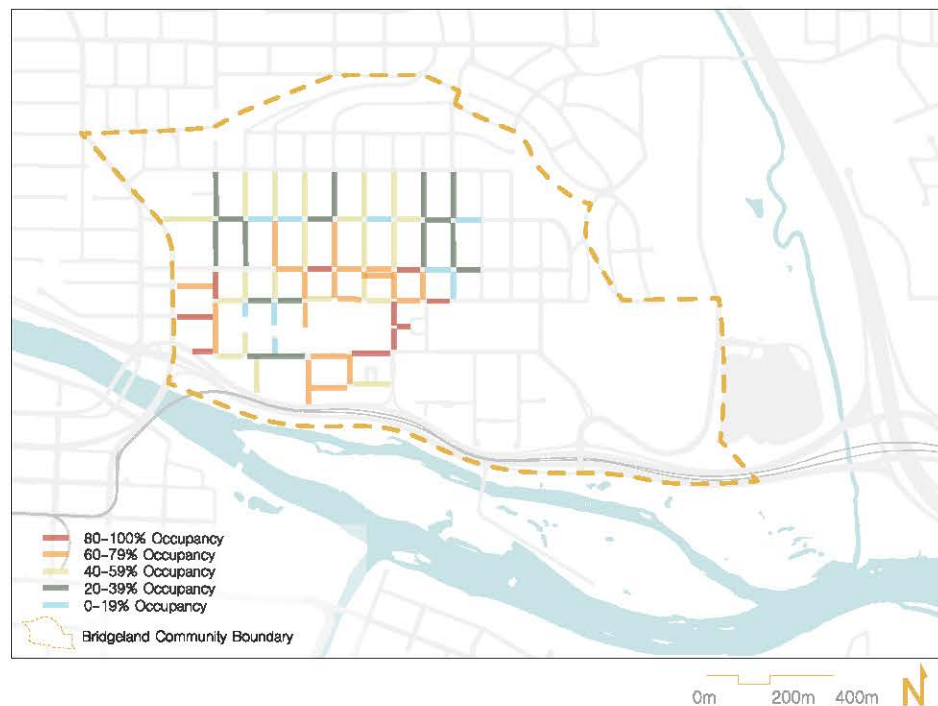 80-100% Occupancy
60-79% Occupancy
40-59% Occupancy
20-39% Occupancy
0-19% Occupancy
Bridgeland Community Boundary
0m 200m 400m N